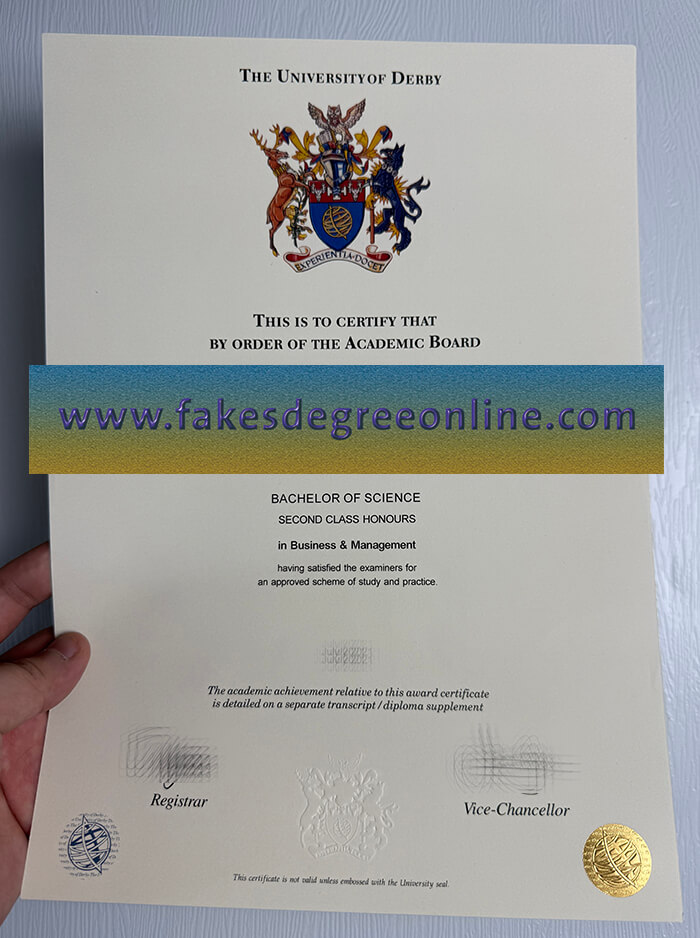 THE UNIVERSITY OF DERBY
EXPERIENTIA·DOCET
THIS IS TO CERTIFY THAT
BY ORDER OF THE ACADEMIC BOARD
www.fakesdegreeonline.com
BACHELOR OF SCIENCE
SECOND CLASS HONOURS
in Business & Management
having satisfied the examiners for
an approved scheme of study and practice.
The academic achievement relative to this award certificate
is detailed on a separate transcript / diploma supplement
Registrar
Vice-Chancellor
This certificate is not valid unless embossed with the University seal.